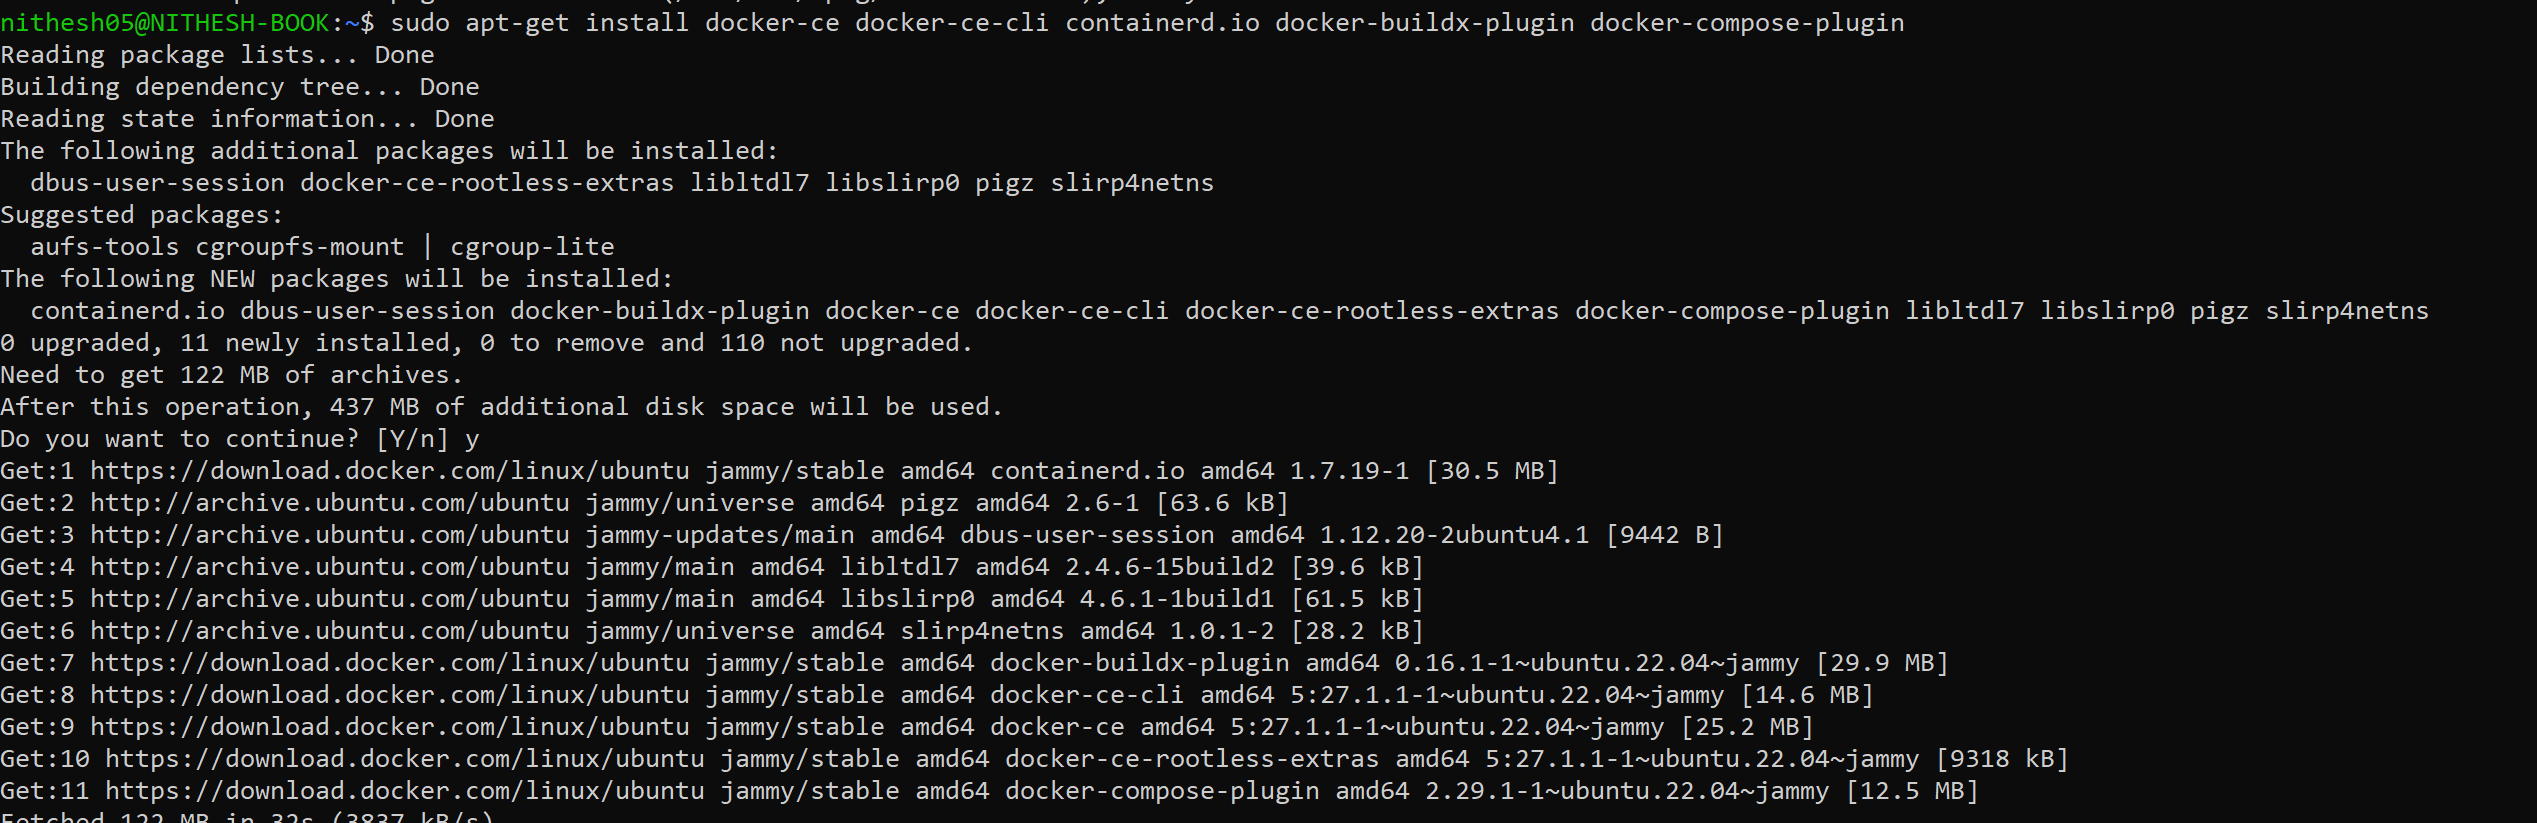 nithesh05@NITHESH-BOOK:~$ sudo apt-get install docker-ce docker-ce-cli containerd.io docker-buildx-plugin docker-compose-plugin
Reading package lists... Done
Building dependency tree... Done
Reading state information... Done
The following additional packages will be installed:
  dbus-user-session docker-ce-rootless-extras libltdl7 libslirp0 pigz slirp4netns
Suggested packages:
  aufs-tools cgroupfs-mount | cgroup-lite
The following NEW packages will be installed:
  containerd.io dbus-user-session docker-buildx-plugin docker-ce docker-ce-cli docker-ce-rootless-extras docker-compose-plugin libltdl7 libslirp0 pigz slirp4netns
0 upgraded, 11 newly installed, 0 to remove and 110 not upgraded.
Need to get 122 MB of archives.
After this operation, 437 MB of additional disk space will be used.
Do you want to continue? [Y/n] y
Get:1 https://download.docker.com/linux/ubuntu jammy/stable amd64 containerd.io amd64 1.7.19-1 [30.5 MB]
Get:2 http://archive.ubuntu.com/ubuntu jammy/universe amd64 pigz amd64 2.6-1 [63.6 kB]
Get:3 http://archive.ubuntu.com/ubuntu jammy-updates/main amd64 dbus-user-session amd64 1.12.20-2ubuntu4.1 [9442 B]
Get:4 http://archive.ubuntu.com/ubuntu jammy/main amd64 libltdl7 amd64 2.4.6-15build2 [39.6 kB]
Get:5 http://archive.ubuntu.com/ubuntu jammy/main amd64 libslirp0 amd64 4.6.1-1build1 [61.5 kB]
Get:6 http://archive.ubuntu.com/ubuntu jammy/universe amd64 slirp4netns amd64 1.0.1-2 [28.2 kB]
Get:7 https://download.docker.com/linux/ubuntu jammy/stable amd64 docker-buildx-plugin amd64 0.16.1-1~ubuntu.22.04~jammy [29.9 MB]
Get:8 https://download.docker.com/linux/ubuntu jammy/stable amd64 docker-ce-cli amd64 5:27.1.1-1~ubuntu.22.04~jammy [14.6 MB]
Get:9 https://download.docker.com/linux/ubuntu jammy/stable amd64 docker-ce amd64 5:27.1.1-1~ubuntu.22.04~jammy [25.2 MB]
Get:10 https://download.docker.com/linux/ubuntu jammy/stable amd64 docker-ce-rootless-extras amd64 5:27.1.1-1~ubuntu.22.04~jammy [9318 kB]
Get:11 https://download.docker.com/linux/ubuntu jammy/stable amd64 docker-compose-plugin amd64 2.29.1-1~ubuntu.22.04~jammy [12.5 MB]
Fetched 122 MB in 32s (3837 kB/s)